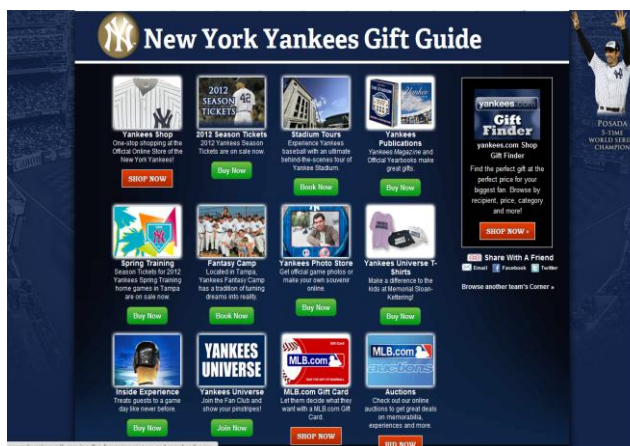 New York Yankees Gift Guide
2012
SEASON
TICKETS
42
Yankees Shop
One-stop shopping at the
Official Online Store of the
New York Yankees!
SHOP NOW
2012 Season Tickets
2012 Yankees Season
Tickets are on sale now.
Buy Now
Stadium Tours
Experience Yankees
baseball with an ultimate
behind-the-scenes tour of
Yankee Stadium.
Book Now
Yankees
Publications
Yankees Magazine and
Official Yearbooks make
great gifts.
Buy Now
yankees.com
Gift
Finder
yankees.com Shop
Gift Finder
Find the perfect gift at the
perfect price for your
biggest fan. Browse by
recipient, price, category
and more!
SHOP NOW »
POSADA
5-TIME
WORLD SERIES
CHAMPION
Spring Training
Season Tickets for 2012
Yankees Spring Training
home games in Tampa
are on sale now.
Buy Now
Fantasy Camp
Located in Tampa,
Yankees Fantasy Camp
has a tradition of turning
dreams into reality.
Book Now
Yankees Photo Store
Get official game photos or
make your own souvenir
online.
Buy Now
Yankees Universe T-
Shirts
Make a difference to the
kids at Memorial Sloan-
Kettering!
Buy Now
Share With A Friend
Email Facebook Twitter
Browse another team's Corner »
Inside Experience
Treats guests to a game
day like never before.
Buy Now
YANKEES
UNIVERSE
Yankees Universe
Join the Fan Club and
show your pinstripes!
Join Now
Gift Card
MLB.com
MLB.com Gift Card
Let them decide what they
want with a MLB.com Gift
Card.
SHOP NOW
MLB.com
auctions
Auctions
Check out our online
auctions to get great deals
on memorabilia,
experiences and more.
BID NOW